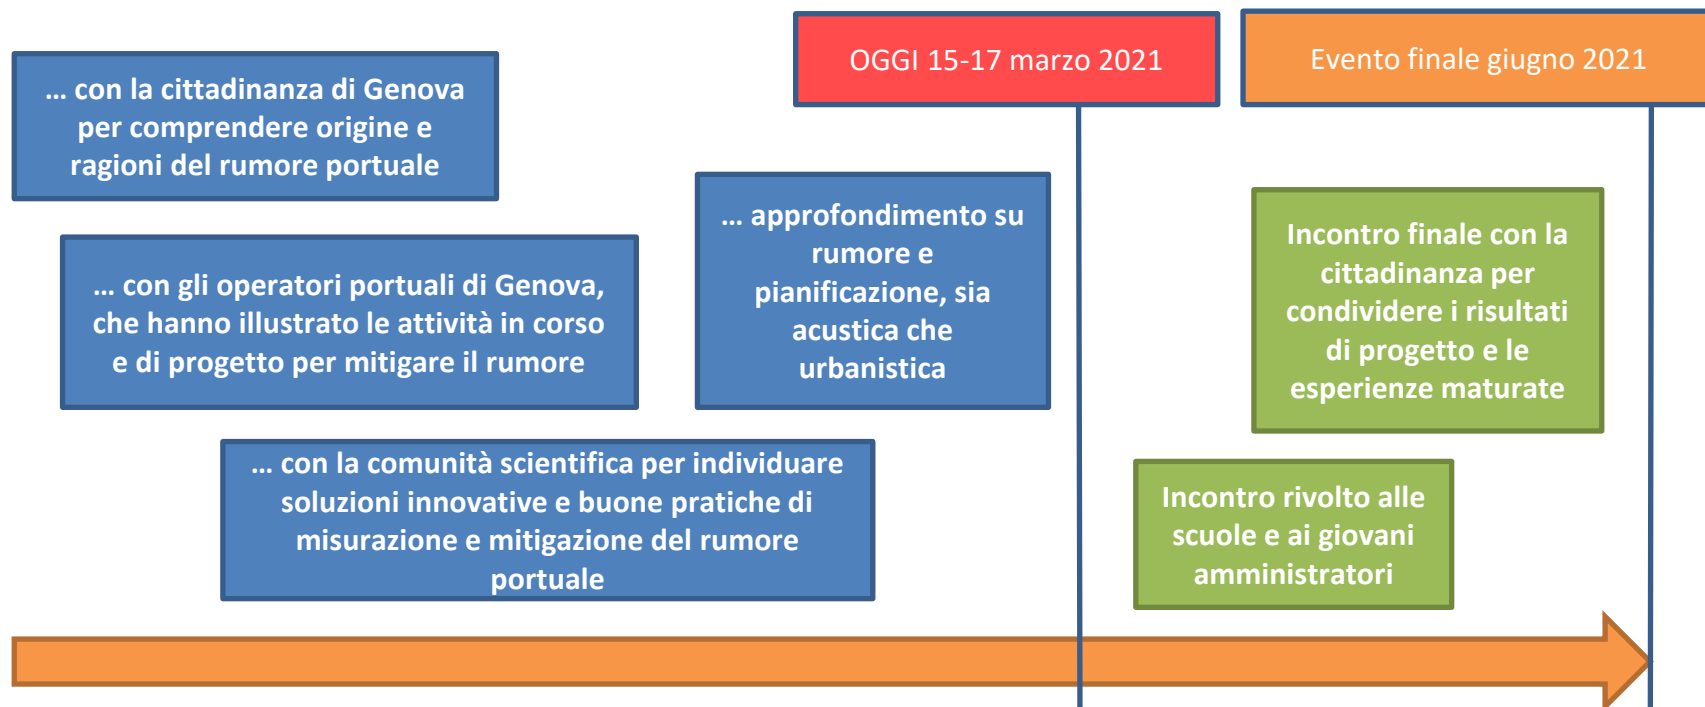 OGGI 15-17 marzo 2021
Evento finale giugno 2021
... con la cittadinanza di Genova
per comprendere origine e
ragioni del rumore portuale
... con gli operatori portuali di Genova,
che hanno illustrato le attività in corso
e di progetto per mitigare il rumore
... con la comunità scientifica per individuare
soluzioni innovative e buone pratiche di
misurazione e mitigazione del rumore
portuale
... approfondimento su
rumore e
pianificazione, sia
acustica che
urbanistica
Incontro rivolto alle
scuole e ai giovani
amministratori
Incontro finale con la
cittadinanza per
condividere i risultati
di progetto e le
esperienze maturate